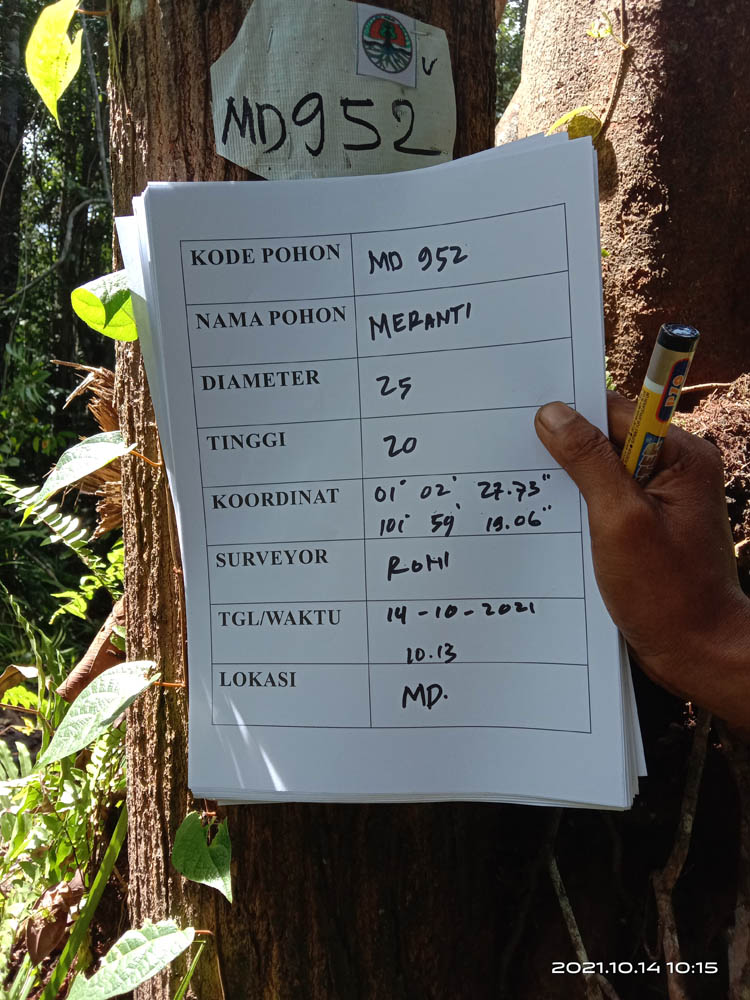 MD952
KODE POHON MD 952
NAMA POHON MERANTI
DIAMETER 25
TINGGI 20
KOORDINAT 01° 02' 27.73"
101° 59' 19.06"
SURVEYOR ROMI
TGL/WAKTU 14-10-2021
10.13
LOKASI MD.
2021.10.14 10:15